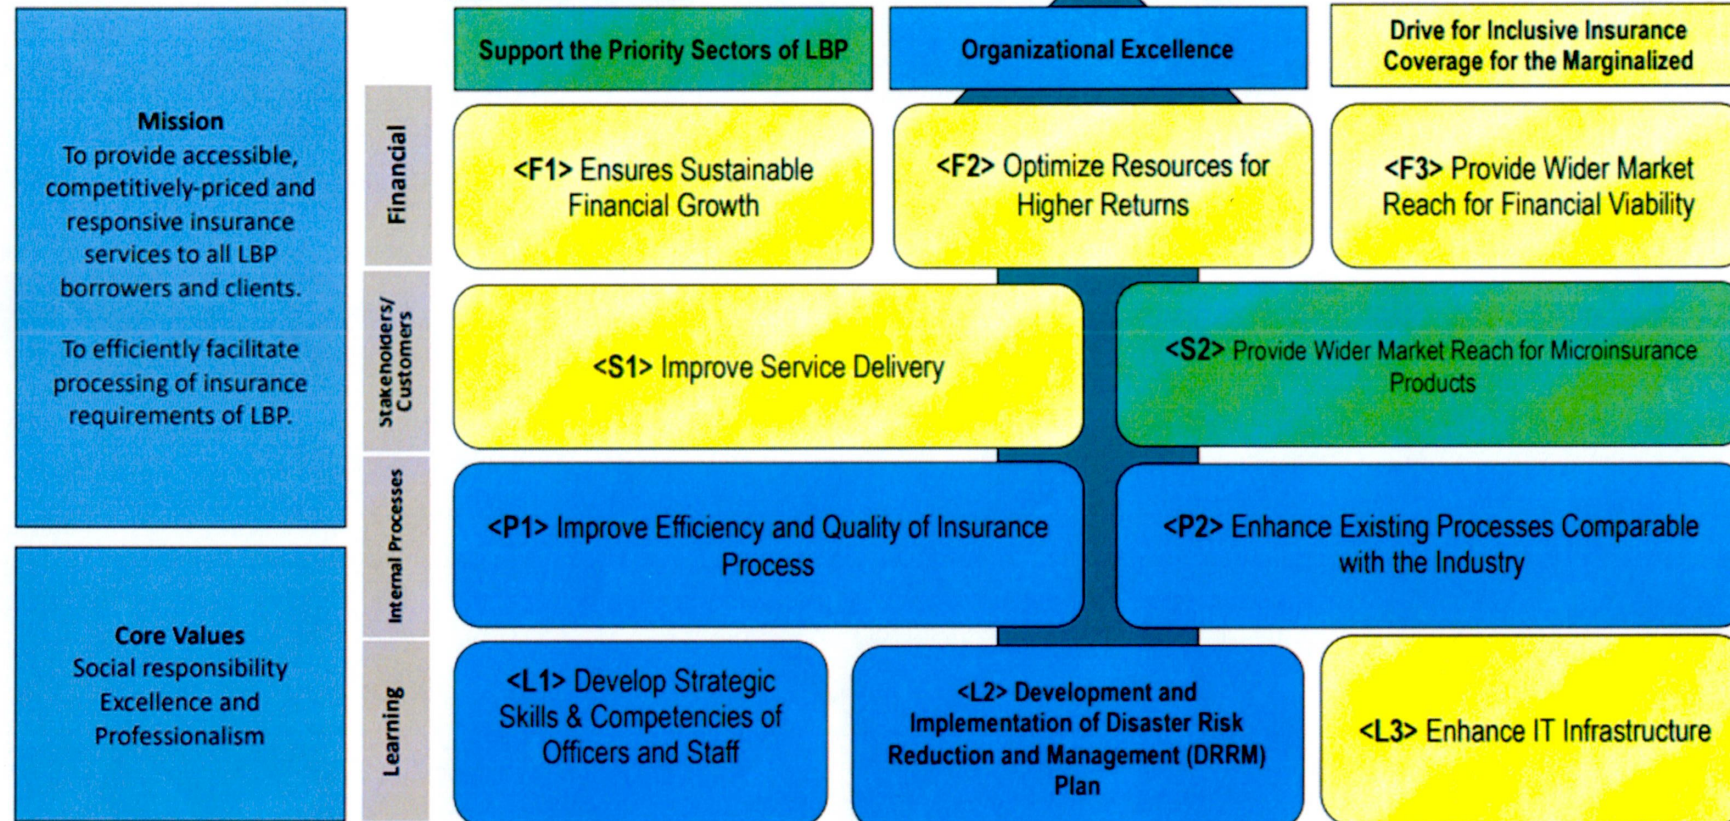 Mission
To provide accessible,
competitively-priced and
responsive insurance
services to all LBP
borrowers and clients.
To efficiently facilitate
processing of insurance
requirements of LBP.
Core Values
Social responsibility
Excellence and
Professionalism
Support the Priority Sectors of LBP
Organizational Excellence
Drive for Inclusive Insurance
Coverage for the Marginalized
Financial
<F1> Ensures Sustainable
Financial Growth
<F2> Optimize Resources for
Higher Returns
<F3> Provide Wider Market
Reach for Financial Viability
Stakeholders/
Customers
<S1> Improve Service Delivery
<S2> Provide Wider Market Reach for Microinsurance
Products
Internal Processes
<P1> Improve Efficiency and Quality of Insurance
Process
<P2> Enhance Existing Processes Comparable
with the Industry
Learning
<L1> Develop Strategic
Skills & Competencies of
Officers and Staff
<L2> Development and
Implementation of Disaster Risk
Reduction and Management (DRRM)
Plan
<L3> Enhance IT Infrastructure